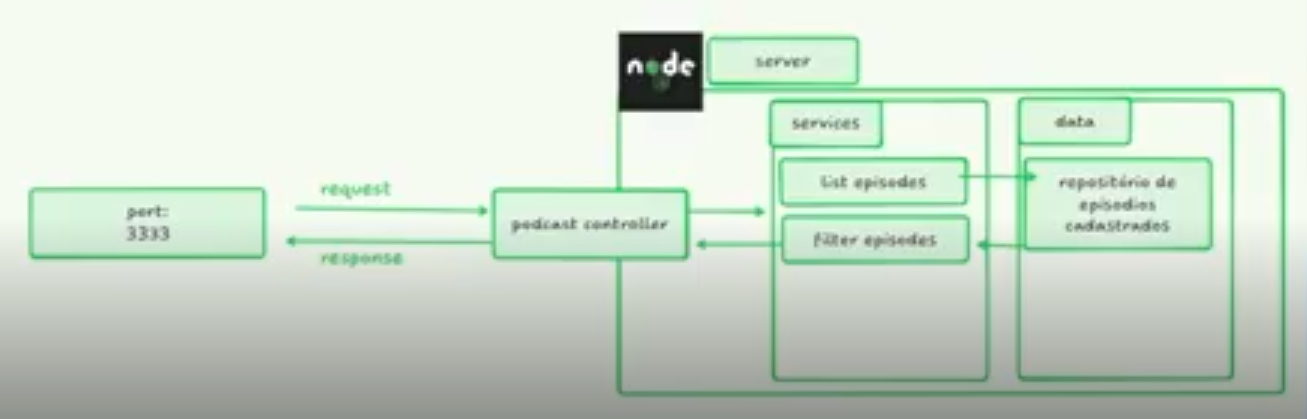 node
server
services
data
request
list episodes
repositório de
episodios
cadastrados
port:
3333
podcast controller
filter episodes
response